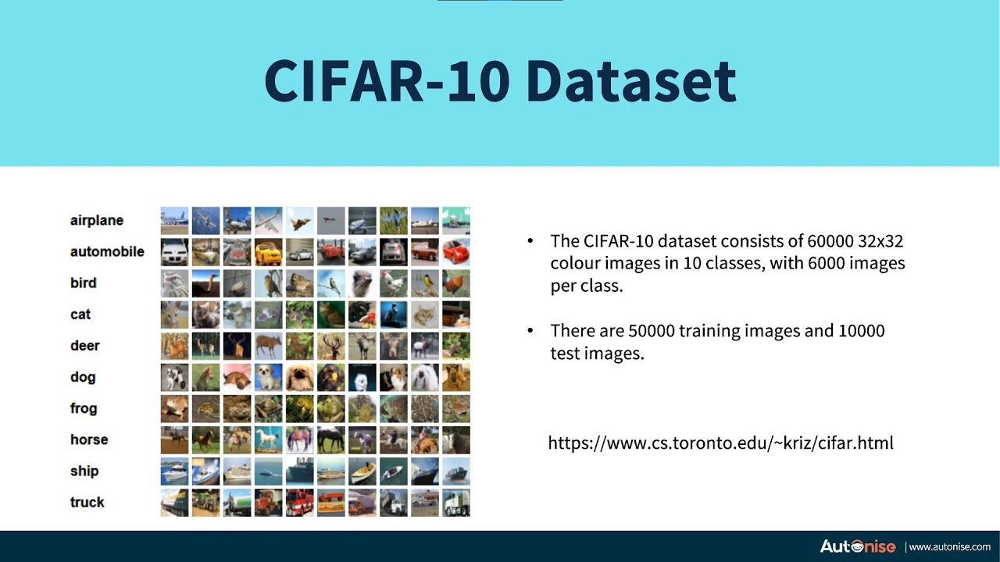 CIFAR-10 Dataset
airplane
automobile
bird
cat
deer
dog
frog
horse
ship
truck
• The CIFAR-10 dataset consists of 60000 32x32
colour images in 10 classes, with 6000 images
per class.
• There are 50000 training images and 10000
test images.
https://www.cs.toronto.edu/~kriz/cifar.html
AutOnise | www.autonise.com